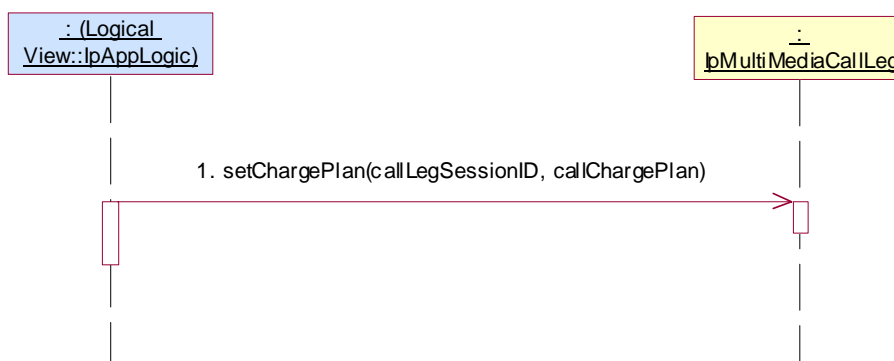 : (Logical
View::IpAppLogic)
:
IpMultiMediaCallLeg
1. setChargePlan(callLegSessionID, callChargePlan)